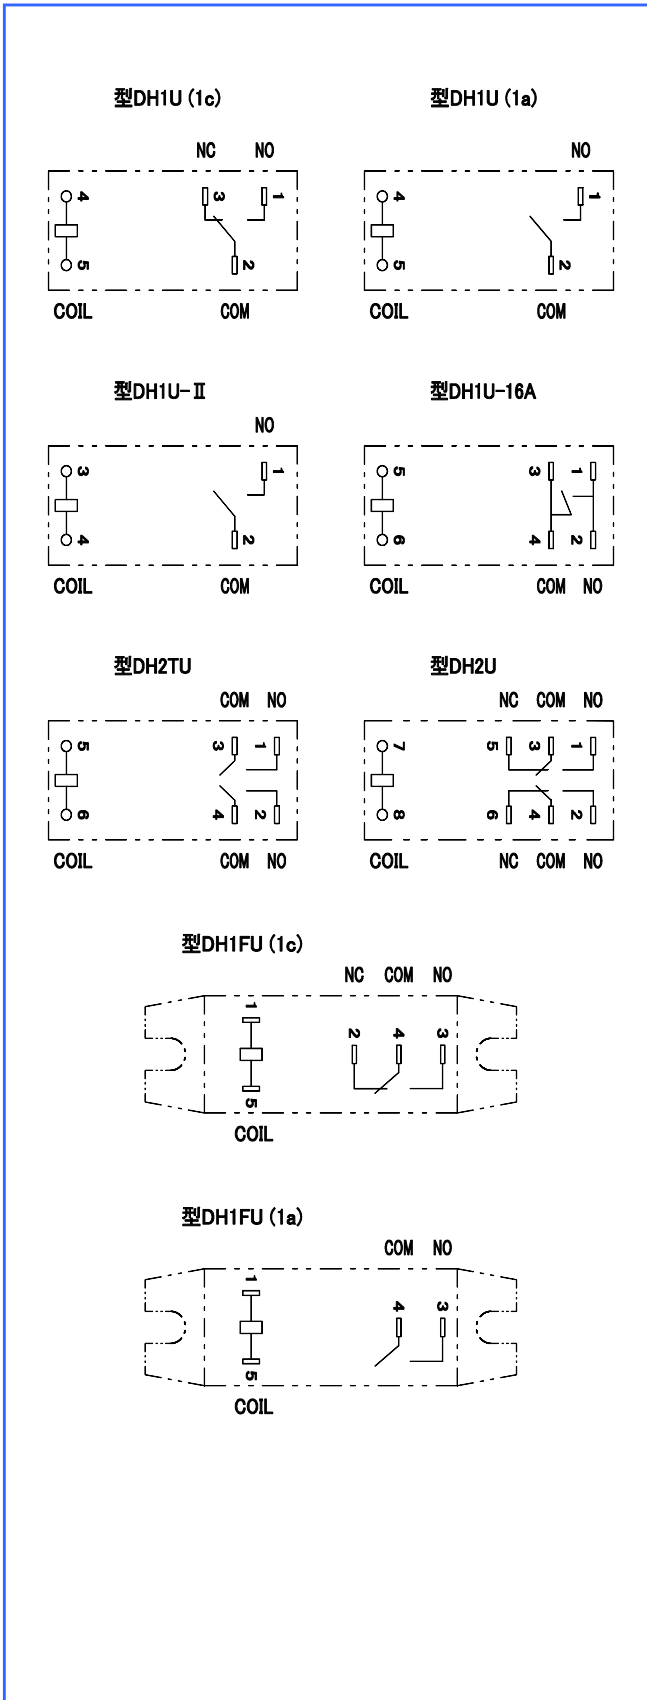 型DH1U (1c)
NC NO
4 3 1
5 2
COIL COM
型DH1U (1a)
NO
4 1
5 2
COIL COM
型DH1U-Ⅱ
NO
3 1
4 2
COIL COM
型DH1U-16A
5 3 1
6 4 2
COIL COM NO
型DH2TU
COM NO
5 3 1
6 4 2
COIL COM NO
型DH2U
NC COM NO
7 5 3 1
8 6 4 2
COIL NC COM NO
型DH1FU (1c)
NC COM NO
1
2 4 3
5
COIL
型DH1FU (1a)
COM NO
1
4 3
5
COIL